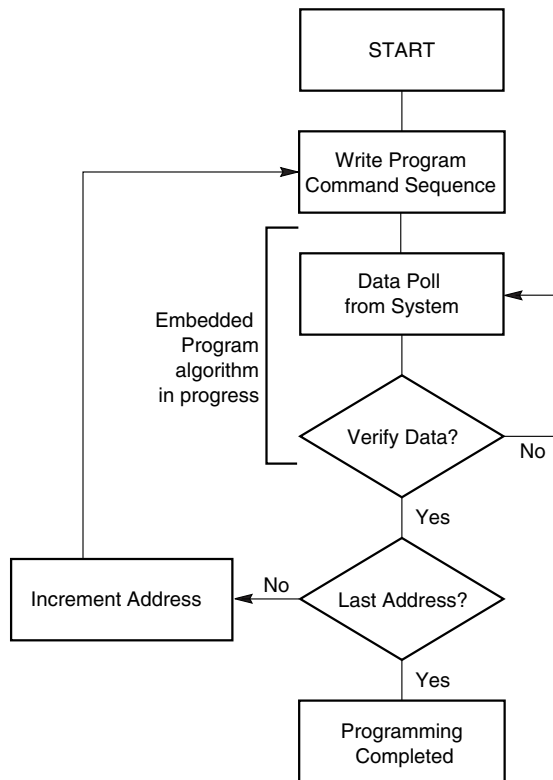 START
Write Program
Command Sequence
Data Poll
from System
Embedded
Program
algorithm
in progress
Verify Data?
No
Yes
Increment Address
No
Last Address?
Yes
Programming
Completed